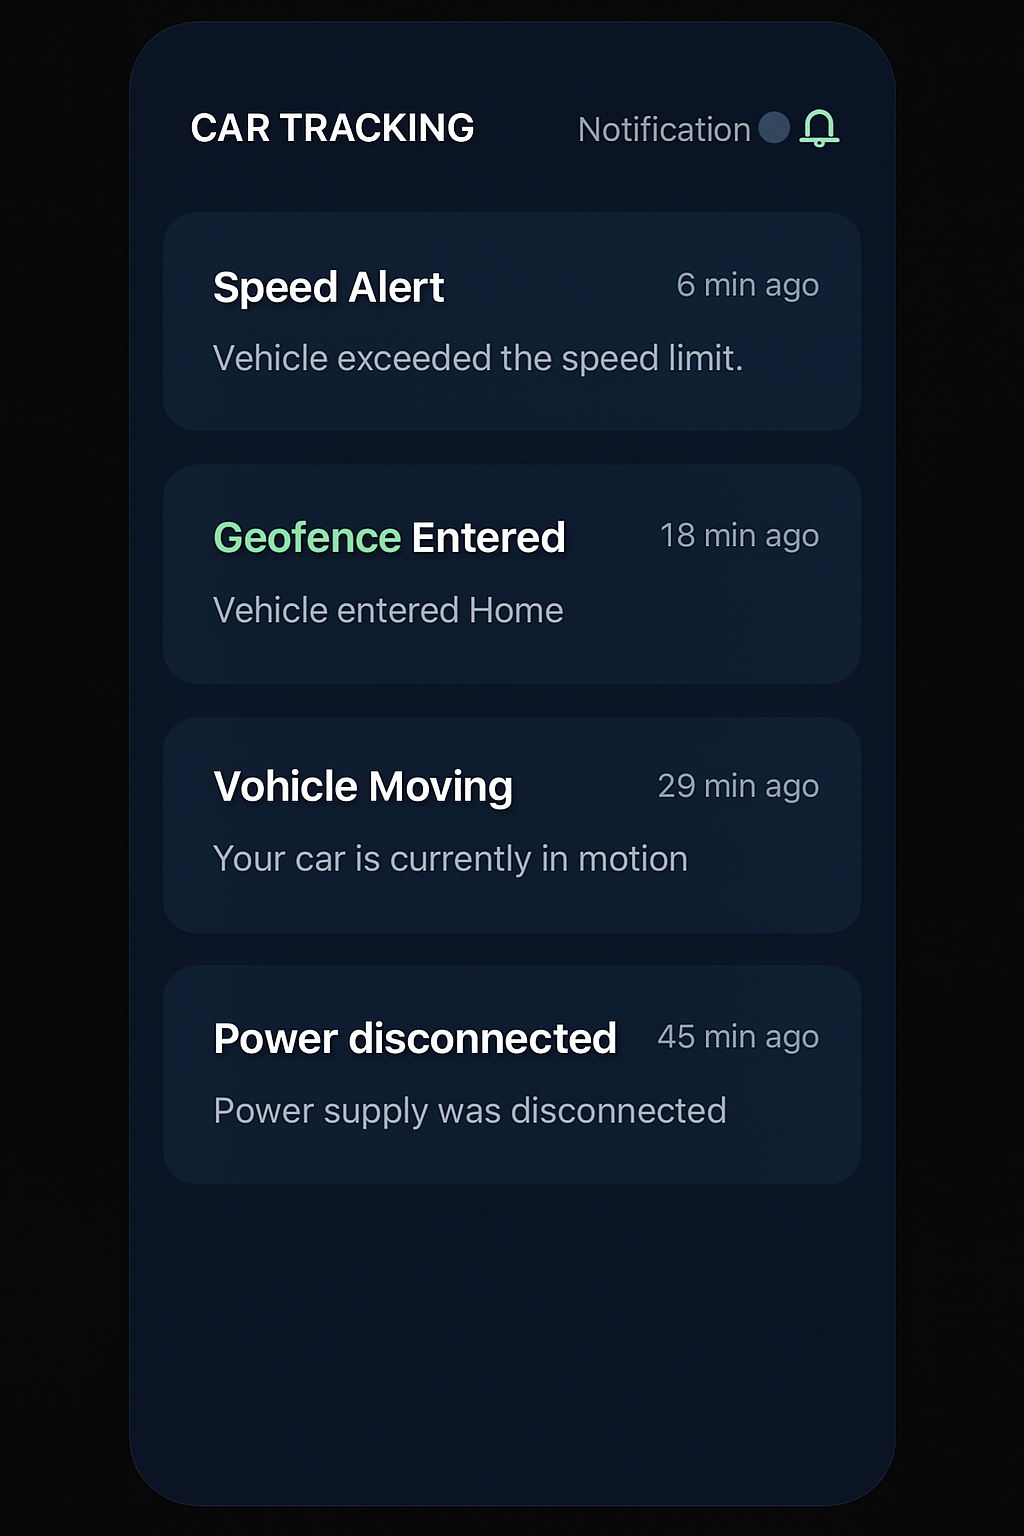 CAR TRACKING Notification
Speed Alert 6 min ago
Vehicle exceeded the speed limit.
Geofence Entered 18 min ago
Vehicle entered Home
Vohicle Moving 29 min ago
Your car is currently in motion
Power disconnected 45 min ago
Power supply was disconnected